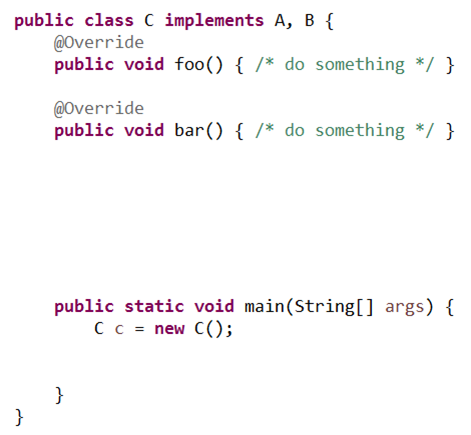 public class C implements A, B {
@Override
public void foo() { /* do something */ }
@Override
public void bar() { /* do something */ }
public static void main(String[] args) {
C c = new C();
}
}